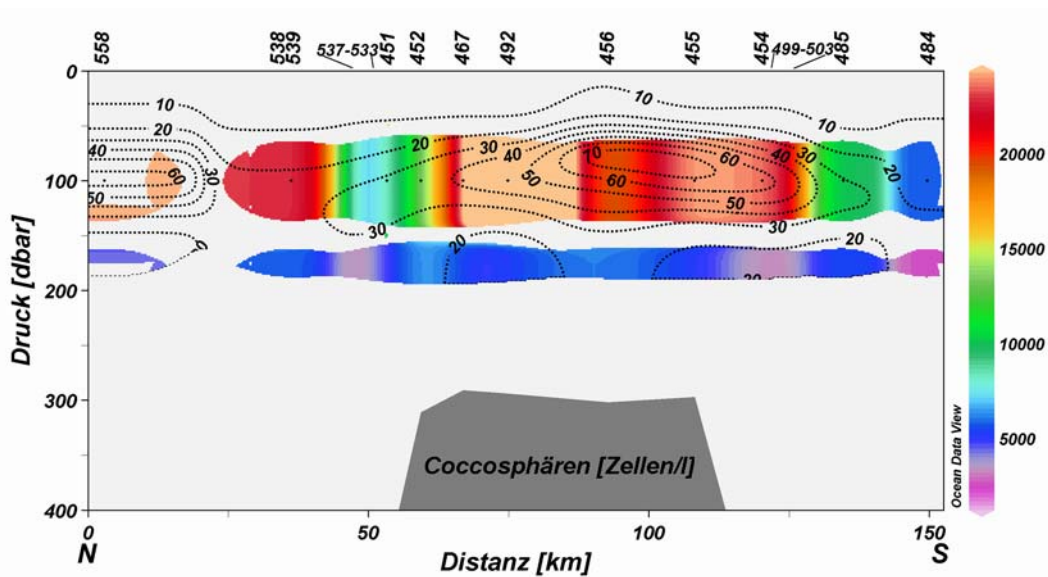 558 538 539 537-533 451 452 467 492 456 455 454 499-503 485 484
0
100
200
300
400
Druck [dbar]
10 10 10
20 20 20
40 30 30 40 40 30
70 60
60 30 50 60
50 50
30 30
0 20 20
20
Coccosphären [Zellen/l]
0 50 100 150
N Distanz [km] S
20000
15000
10000
5000
Ocean Data View